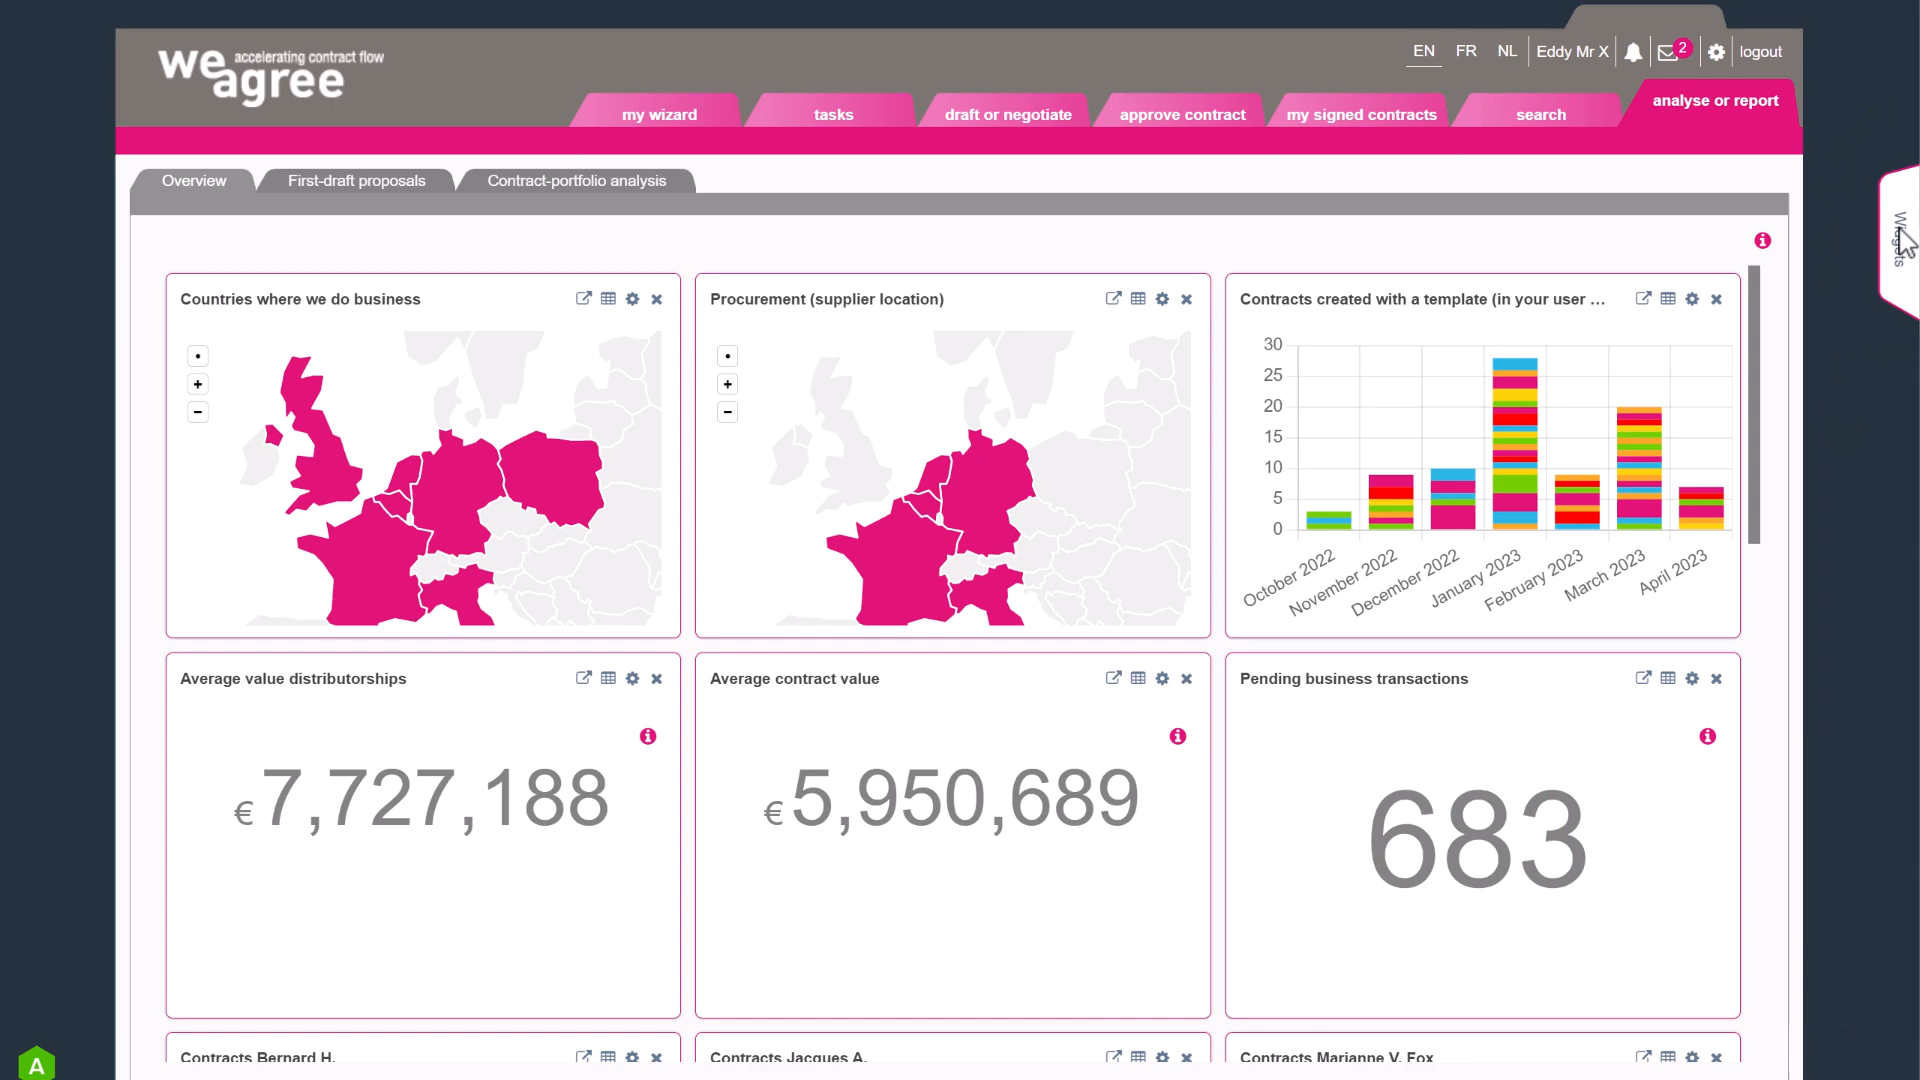 we accelerating contract flow
agree
EN FR NL Eddy Mr X 2 logout
my wizard tasks draft or negotiate approve contract my signed contracts search analyse or report
Overview First-draft proposals Contract-portfolio analysis
Widgets
Countries where we do business
Procurement (supplier location)
Contracts created with a template (in your user ...
30
25
20
15
10
5
0
October 2022
November 2022
December 2022
January 2023
February 2023
March 2023
April 2023
Average value distributorships
€7,727,188
Average contract value
€5,950,689
Pending business transactions
683
Contracts Bernard H.
Contracts Jacques A.
Contracts Marianne V. Fox
A